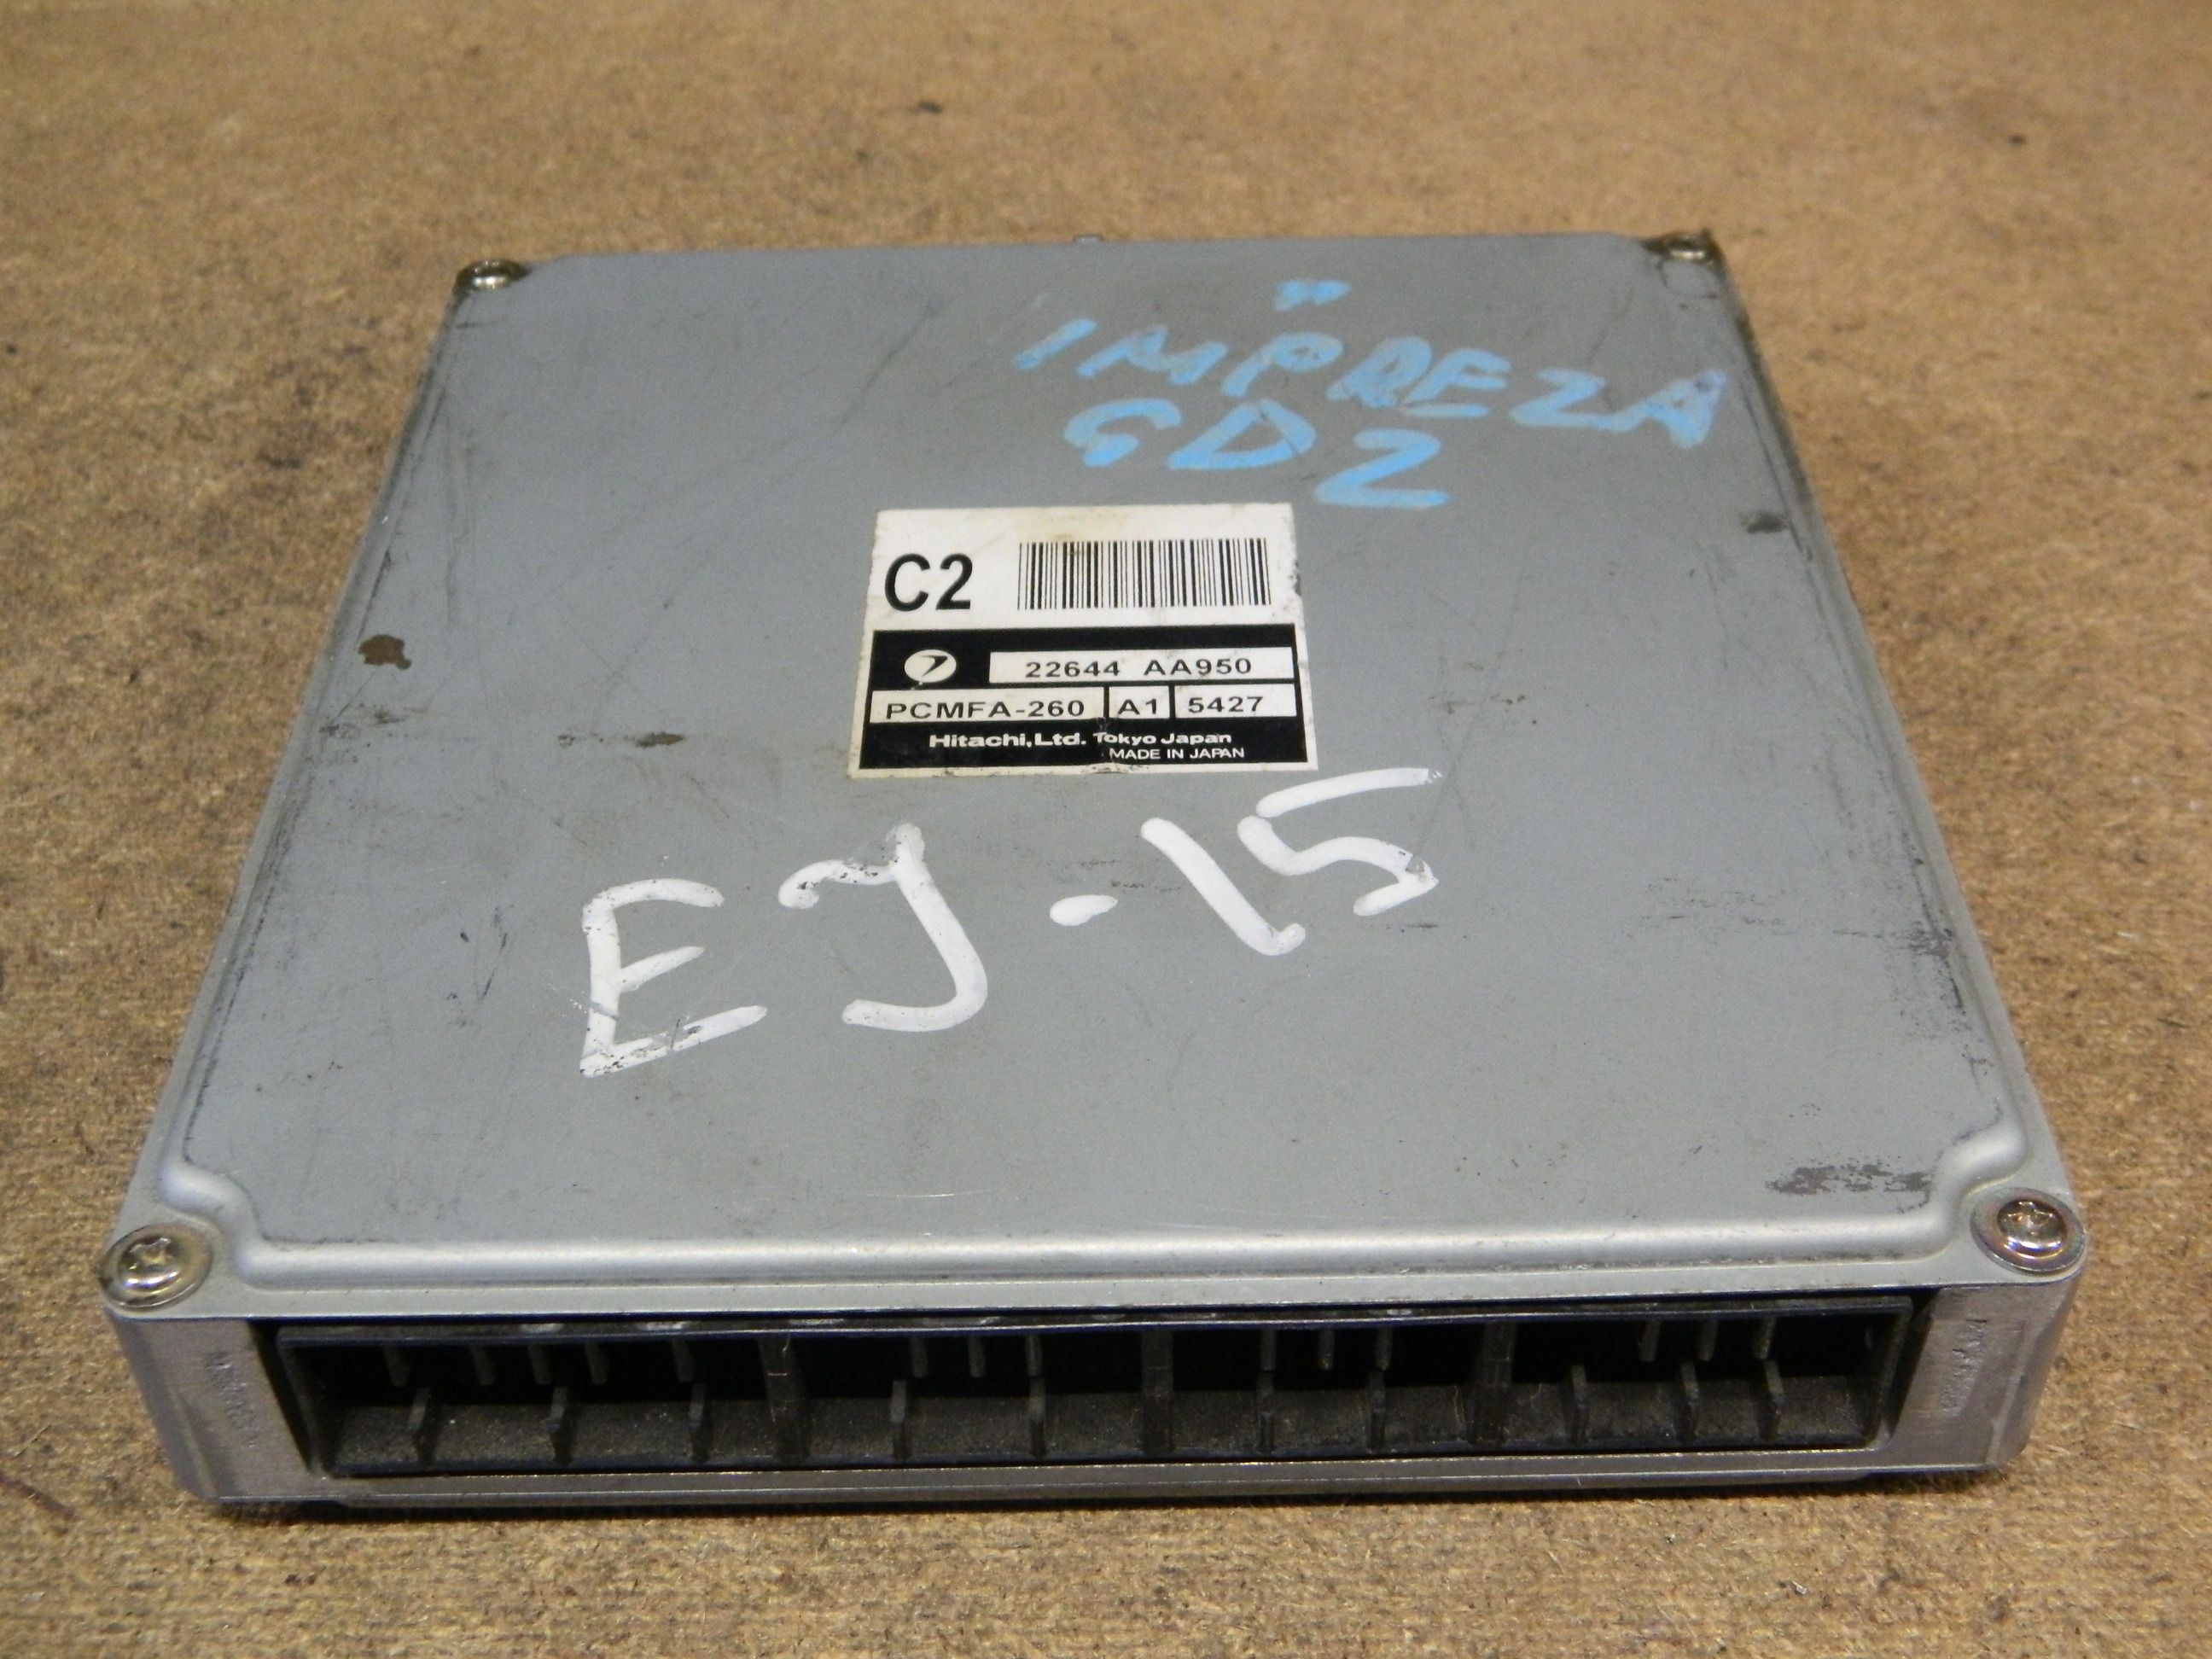 IMPREZA
GD2
C2
22644 AA950
PCMFA-260 A1 5427
Hitachi,Ltd. Tokyo Japan
MADE IN JAPAN
EJ-15